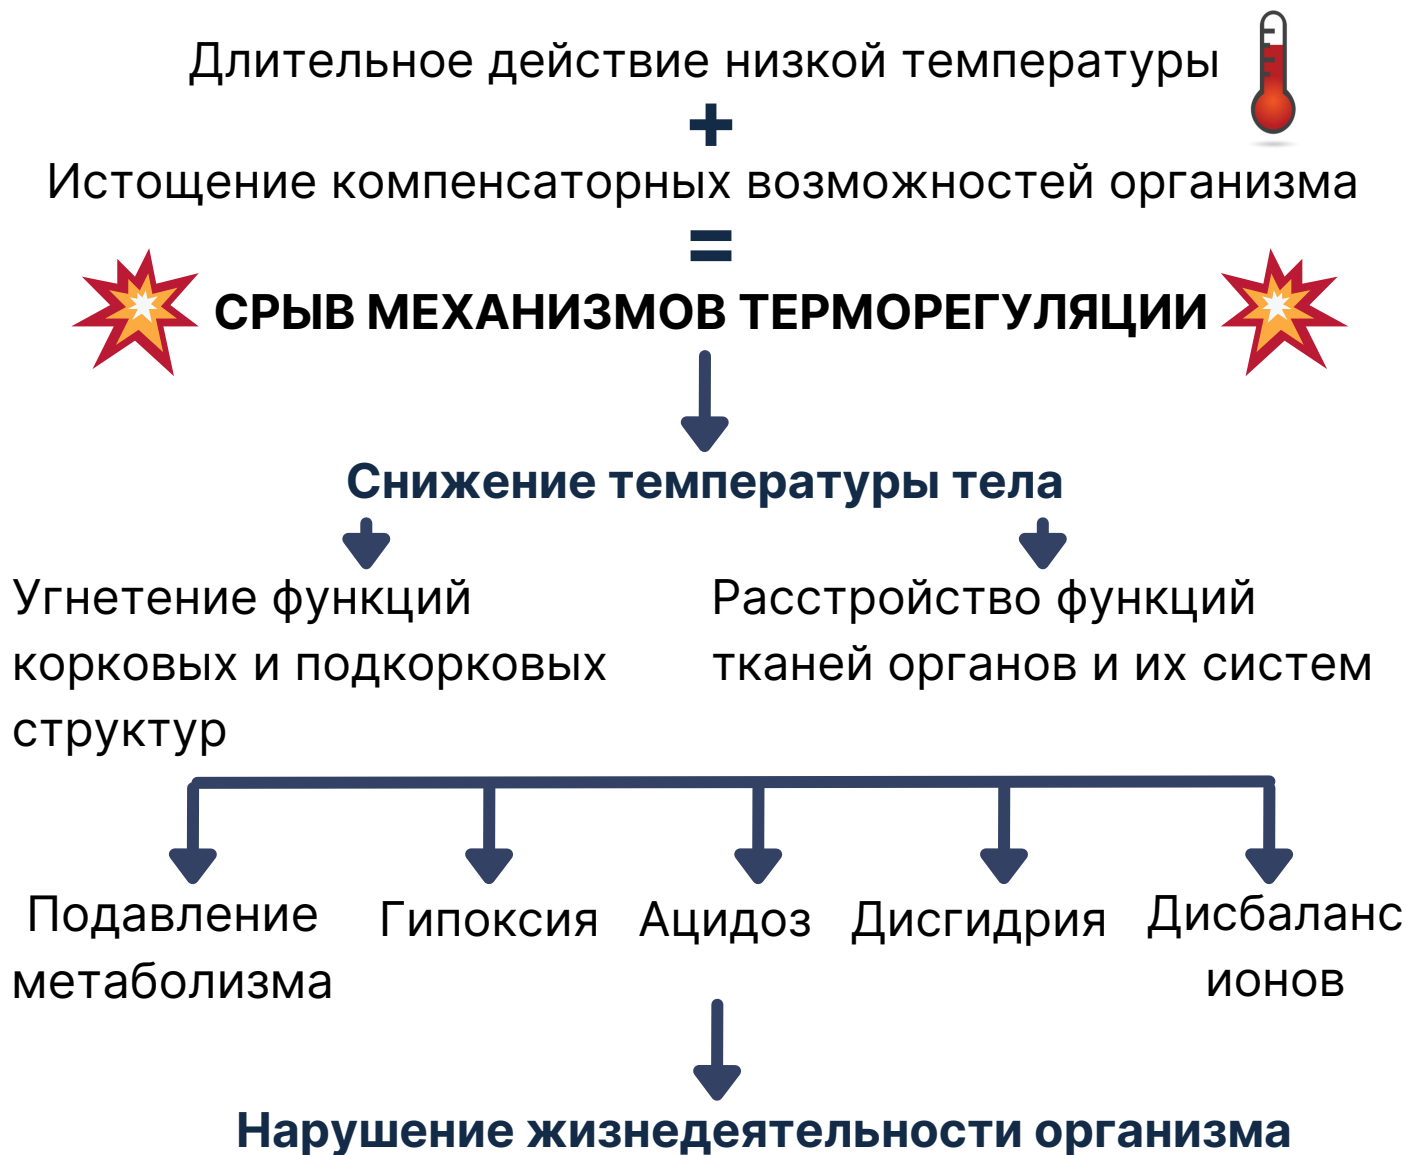 Длительное действие низкой температуры
+
Истощение компенсаторных возможностей организма
=
СРЫВ МЕХАНИЗМОВ ТЕРМОРЕГУЛЯЦИИ
Снижение температуры тела
Угнетение функций
корковых и подкорковых
структур
Расстройство функций
тканей органов и их систем
Подавление
метаболизма
Гипоксия
Ацидоз
Дисгидрия
Дисбаланс
ионов
Нарушение жизнедеятельности организма